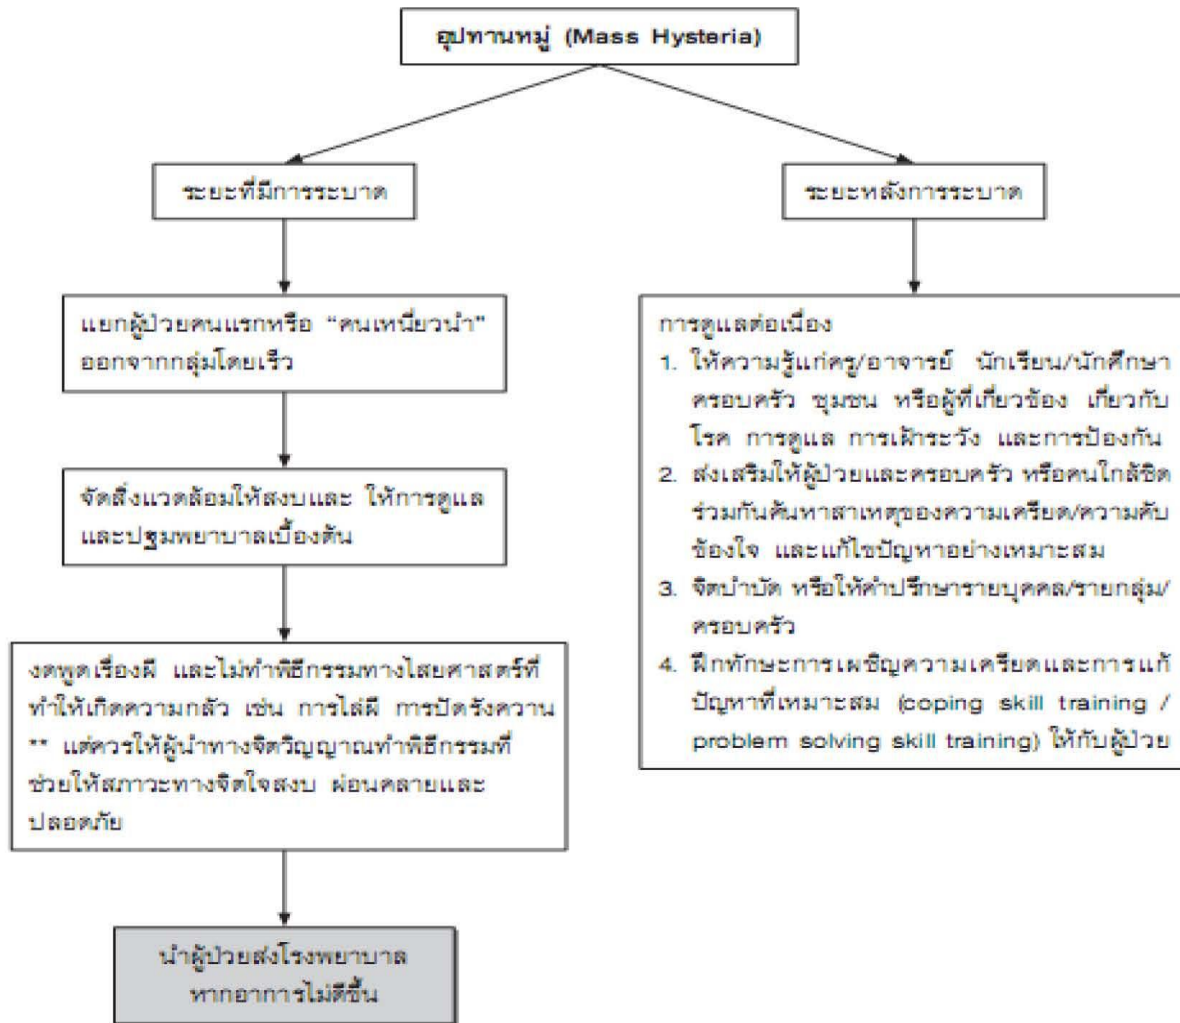 อุปทานหมู่ (Mass Hysteria)
ระยะที่มีการระบาด
แยกผู้ป่วยคนแรกหรือ “คนเหนี่ยวนำ”
ออกจากกลุ่มโดยเร็ว
จัดสิ่งแวดล้อมให้สงบและ ให้การดูแล
และปฐมพยาบาลเบื้องต้น
งดพูดเรื่องผี และไม่ทำพิธีกรรมทางไสยศาสตร์ที่
ทำให้เกิดความกลัว เช่น การไล่ผี การปัดรังควาน
** แต่ควรให้ผู้นำทางจิตวิญญาณทำพิธีกรรมที่
ช่วยให้สภาวะทางจิตใจสงบ ผ่อนคลายและ
ปลอดภัย
นำผู้ป่วยส่งโรงพยาบาล
หากอาการไม่ดีขึ้น
ระยะหลังการระบาด
การดูแลต่อเนื่อง
1. ให้ความรู้แก่ครู/อาจารย์ นักเรียน/นักศึกษา
ครอบครัว ชุมชน หรือผู้ที่เกี่ยวข้อง เกี่ยวกับ
โรค การดูแล การเฝ้าระวัง และการป้องกัน
2. ส่งเสริมให้ผู้ป่วยและครอบครัว หรือคนใกล้ชิด
ร่วมกันค้นหาสาเหตุของความเครียด/ความคับ
ข้องใจ และแก้ไขปัญหาอย่างเหมาะสม
3. จิตบำบัด หรือให้คำปรึกษารายบุคคล/รายกลุ่ม/
ครอบครัว
4. ฝึกทักษะการเผชิญความเครียดและการแก้
ปัญหาที่เหมาะสม (coping skill training /
problem solving skill training) ให้กับผู้ป่วย